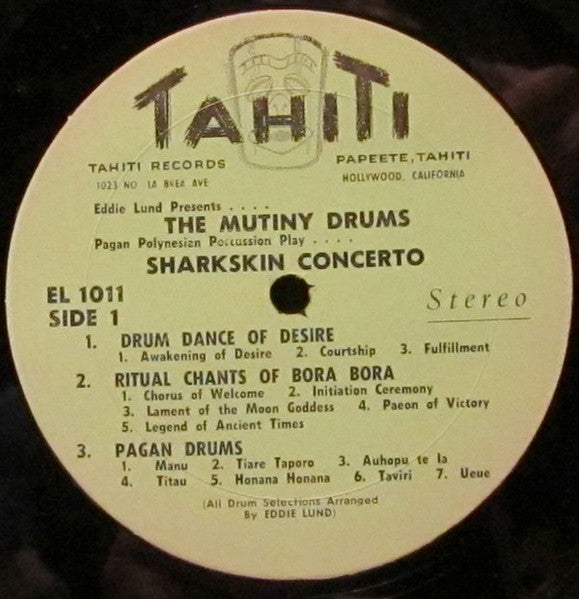 TAHITI
TAHITI RECORDS
1023 NO. LA BREA AVE
PAPEETE, TAHITI
HOLLYWOOD, CALIFORNIA
Eddie Lund Presents . . . .
THE MUTINY DRUMS
Pagan Polynesian Percussion Play . . . .
SHARKSKIN CONCERTO
EL 1011
SIDE 1
Stereo
1. DRUM DANCE OF DESIRE
1. Awakening of Desire 2. Courtship 3. Fulfillment
2. RITUAL CHANTS OF BORA BORA
1. Chorus of Welcome 2. Initiation Ceremony
3. Lament of the Moon Goddess 4. Paeon of Victory
5. Legend of Ancient Times
3. PAGAN DRUMS
1. Manu 2. Tiare Taporo 3. Auhopu te la
4. Titau 5. Honana Honana 6. Taviri 7. Ueue
(All Drum Selections Arranged
By EDDIE LUND)